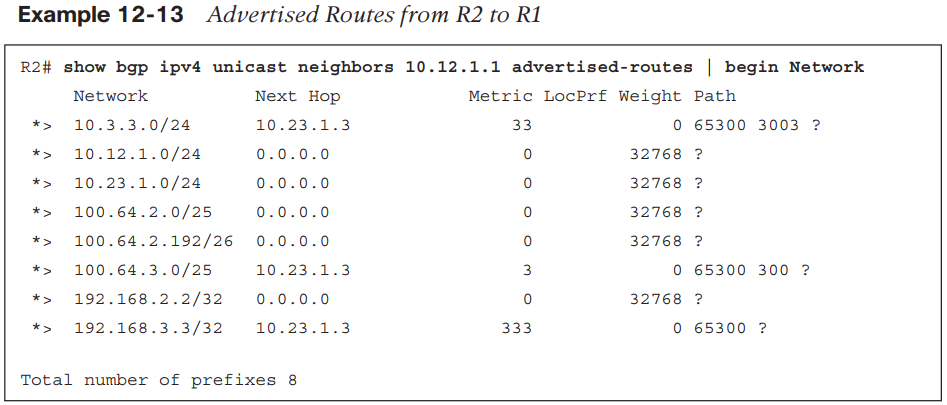 Example 12-13 Advertised Routes from R2 to R1
R2# show bgp ipv4 unicast neighbors 10.12.1.1 advertised-routes | begin Network
Network Next Hop Metric LocPrf Weight Path
*> 10.3.3.0/24 10.23.1.3 33 0 65300 3003 ?
*> 10.12.1.0/24 0.0.0.0 0 32768 ?
*> 10.23.1.0/24 0.0.0.0 0 32768 ?
*> 100.64.2.0/25 0.0.0.0 0 32768 ?
*> 100.64.2.192/26 0.0.0.0 0 32768 ?
*> 100.64.3.0/25 10.23.1.3 3 0 65300 300 ?
*> 192.168.2.2/32 0.0.0.0 0 32768 ?
*> 192.168.3.3/32 10.23.1.3 333 0 65300 ?
Total number of prefixes 8